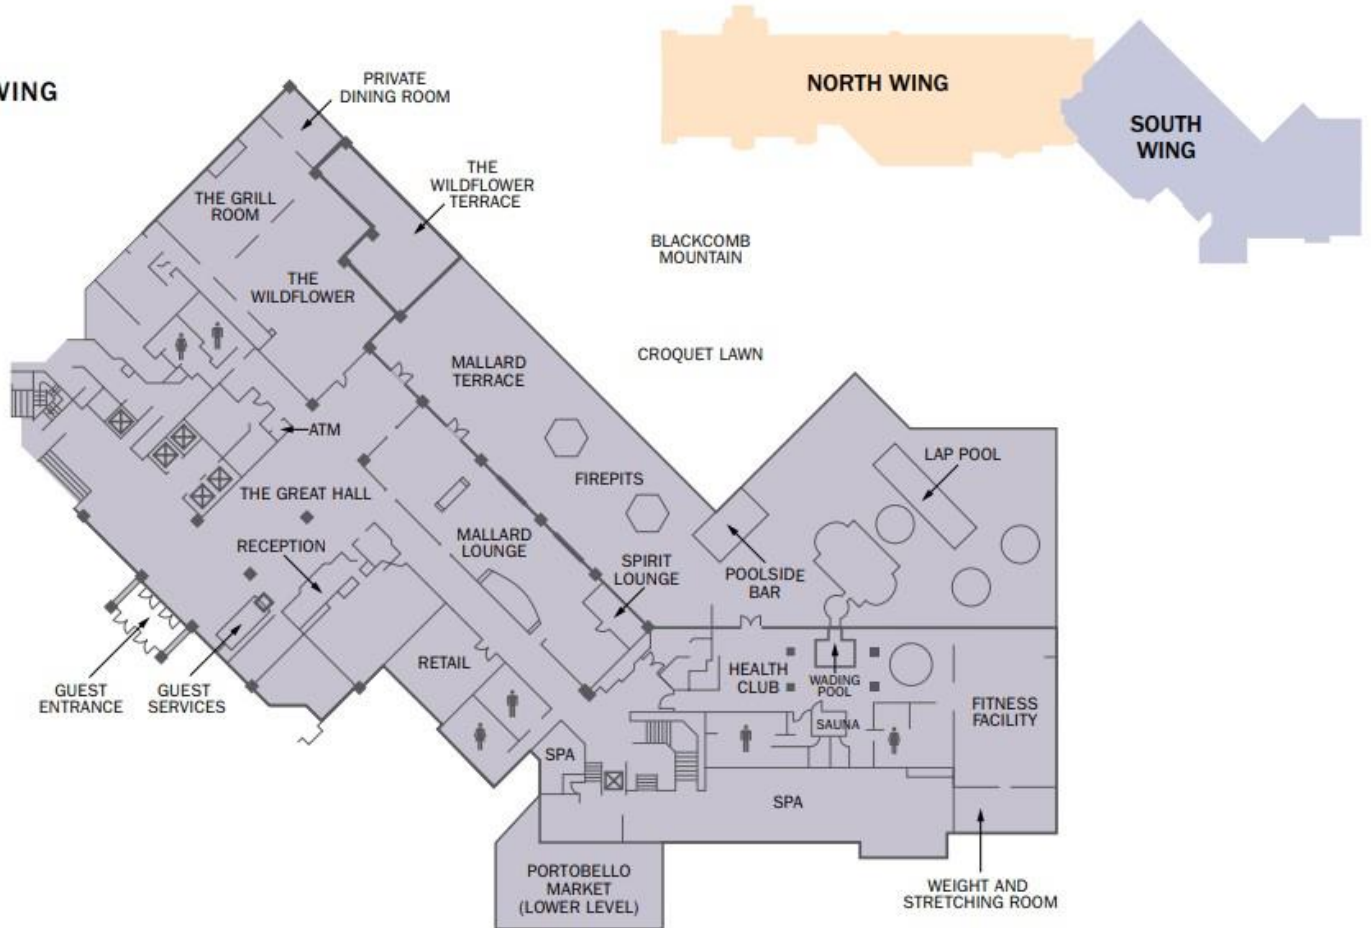 WING
NORTH WING
SOUTH
WING
PRIVATE
DINING ROOM
THE
WILDFLOWER
TERRACE
THE GRILL
ROOM
THE
WILDFLOWER
BLACKCOMB
MOUNTAIN
CROQUET LAWN
MALLARD
TERRACE
ATM
FIREPITS
LAP POOL
THE GREAT HALL
MALLARD
LOUNGE
RECEPTION
SPIRIT
LOUNGE
POOLSIDE
BAR
GUEST
ENTRANCE
GUEST
SERVICES
RETAIL
HEALTH
CLUB
WADING
POOL
FITNESS
FACILITY
SAUNA
SPA
SPA
PORTOBELLO
MARKET
(LOWER LEVEL)
WEIGHT AND
STRETCHING ROOM